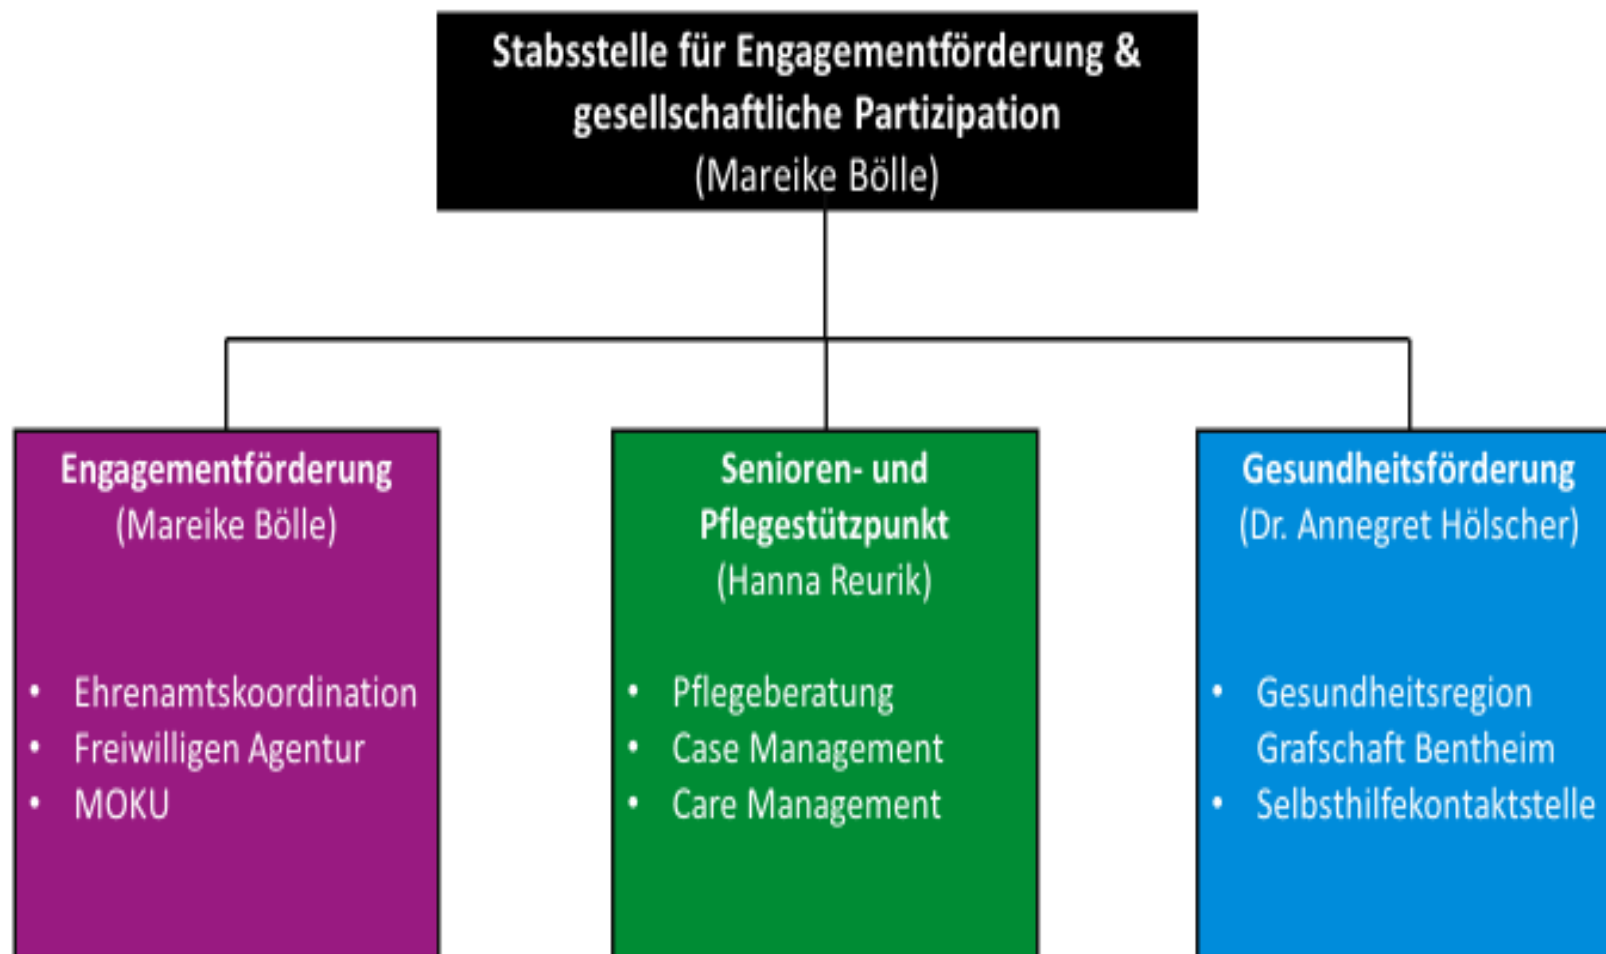 Stabsstelle für Engagementförderung &
gesellschaftliche Partizipation
(Mareike Bölle)
Engagementförderung
(Mareike Bölle)
• Ehrenamtskoordination
• Freiwilligen Agentur
• MOKU
Senioren- und
Pflegestützpunkt
(Hanna Reurik)
• Pflegeberatung
• Case Management
• Care Management
Gesundheitsförderung
(Dr. Annegret Hölscher)
• Gesundheitsregion
Grafschaft Bentheim
• Selbsthilfekontaktstelle